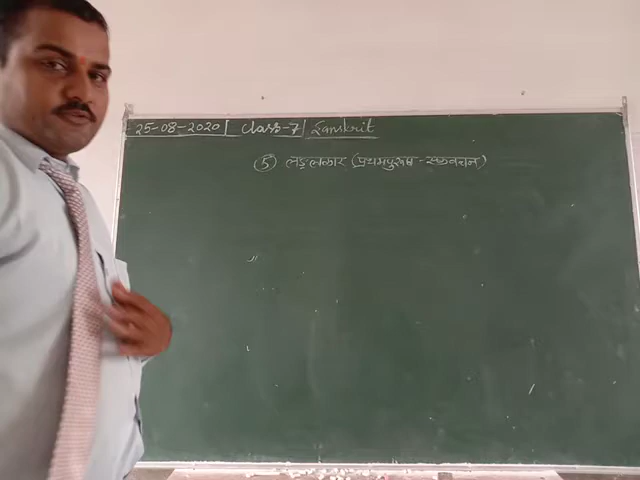 25-08-2020| Class-7| Sanskrit
⑤ लङ्लकार (प्रथमपुरुष - एकवचन)